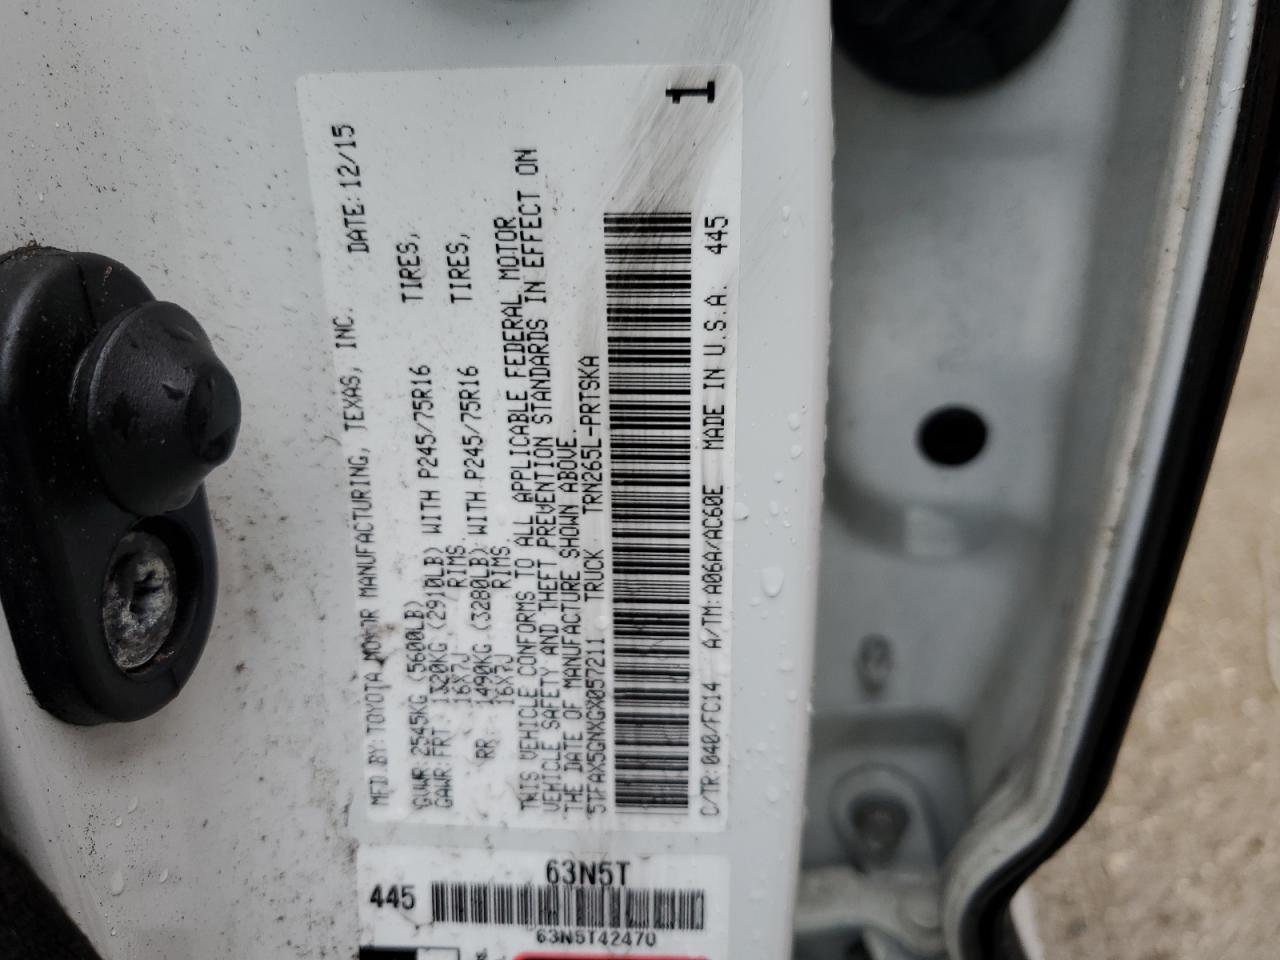 MFD BY: TOYOTA MOTOR MANUFACTURING, TEXAS, INC. DATE: 12/15
GVWR: 2545KG (5600LB)
GAWR: FRT 1320KG (2910LB) WITH P245/75R16 TIRES,
16X7J RIMS
RR 1490KG (3280LB) WITH P245/75R16 TIRES,
16X7J RIMS
THIS VEHICLE CONFORMS TO ALL APPLICABLE FEDERAL MOTOR
VEHICLE SAFETY AND THEFT PREVENTION STANDARDS IN EFFECT ON
THE DATE OF MANUFACTURE SHOWN ABOVE.
5TFAX5GNXGX057211 TRUCK TRN265L-PRTSKA
1
C/TR: 040/FC14 A/TM: A06A/AC60E MADE IN U.S.A. 445
445
63N5T
63N5T42470